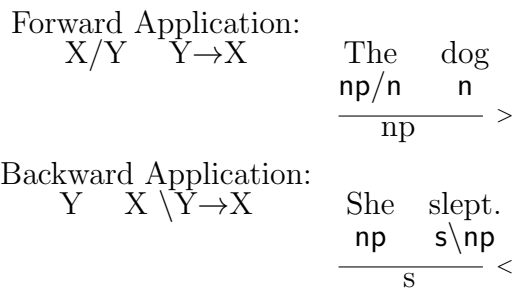 Forward Application:
X/Y Y→X The dog
np/n n
np >
Backward Application:
Y X \Y→X She slept.
np s\np
s <